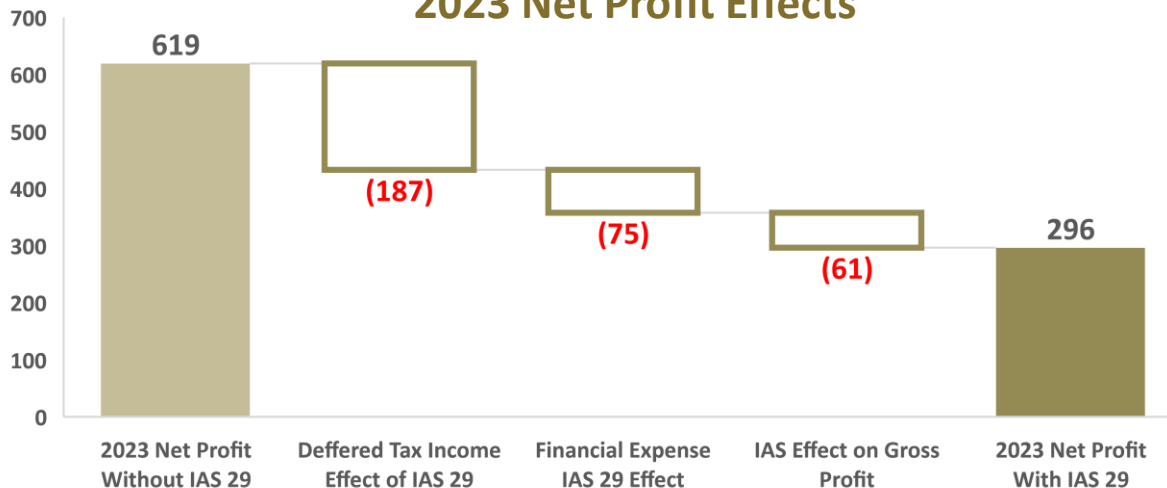 2023 Net Profit Effects
700
600
500
400
300
200
100
0
619
(187)
(75)
(61)
296
2023 Net Profit
Without IAS 29
Deffered Tax Income
Effect of IAS 29
Financial Expense
IAS 29 Effect
IAS Effect on Gross
Profit
2023 Net Profit
With IAS 29